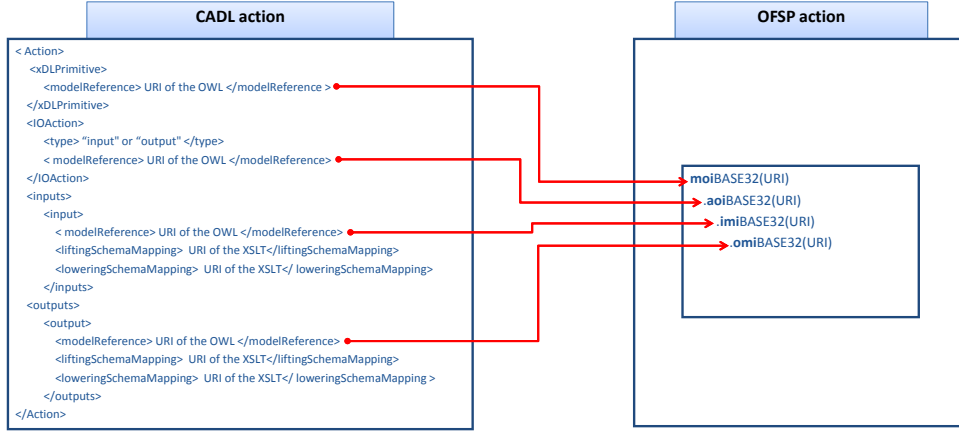 CADL action
< Action>
<xDLPrimitive>
<modelReference> URI of the OWL </modelReference >
</xDLPrimitive>
<IOAction>
<type> “input" or “output" </type>
< modelReference> URI of the OWL </modelReference>
</IOAction>
<inputs>
<input>
< modelReference> URI of the OWL </modelReference>
<liftingSchemaMapping> URI of the XSLT</liftingSchemaMapping>
<loweringSchemaMapping> URI of the XSLT</ loweringSchemaMapping>
</inputs>
<outputs>
<output>
<modelReference> URI of the OWL </modelReference>
<liftingSchemaMapping> URI of the XSLT</liftingSchemaMapping>
<loweringSchemaMapping> URI of the XSLT</ loweringSchemaMapping >
</outputs>
</Action>
OFSP action
moiBASE32(URI)
.aoiBASE32(URI)
.imiBASE32(URI)
.omiBASE32(URI)